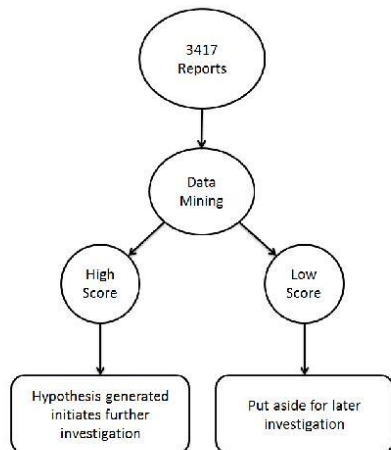 3417
Reports
Data
Mining
High
Score
Low
Score
Hypothesis generated
initiates further
investigation
Put aside for later
investigation